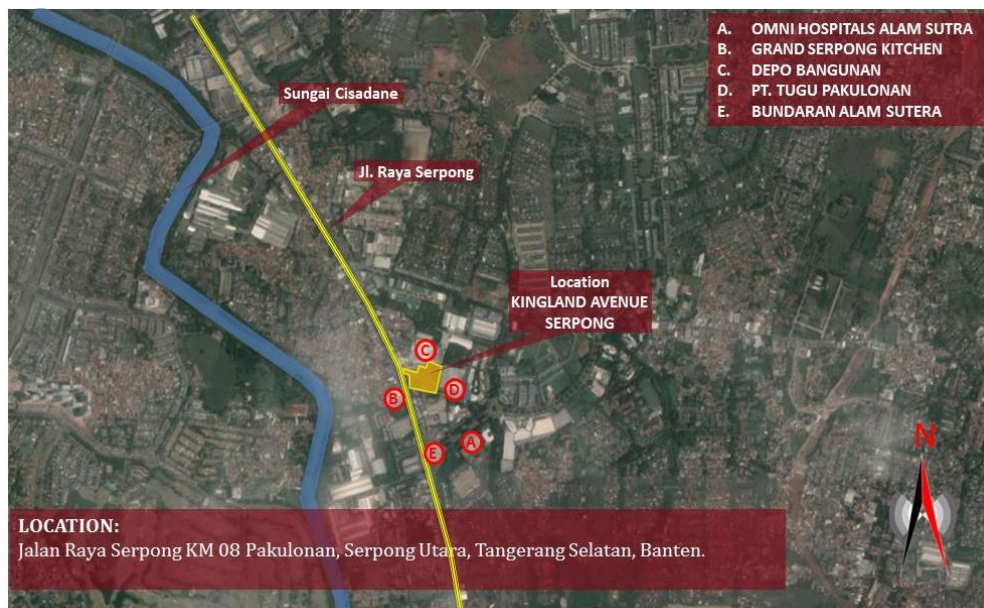 A. OMNI HOSPITALS ALAM SUTRA
B. GRAND SERPONG KITCHEN
C. DEPO BANGUNAN
D. PT. TUGU PAKULONAN
E. BUNDARAN ALAM SUTERA
Sungai Cisadane
Jl. Raya Serpong
Location
KINGLAND AVENUE
SERPONG
C
D
B
A
E
N
LOCATION:
Jalan Raya Serpong KM 08 Pakulonan, Serpong Utara, Tangerang Selatan, Banten.